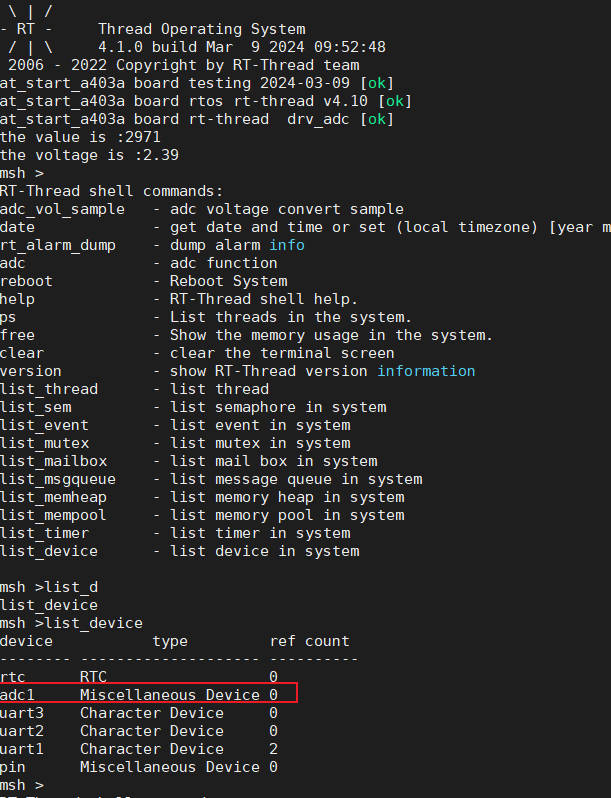 \ | /
- RT -     Thread Operating System
/ | \     4.1.0 build Mar  9 2024 09:52:48
2006 - 2022 Copyright by RT-Thread team
at_start_a403a board testing 2024-03-09 [ok]
at_start_a403a board rtos rt-thread v4.10 [ok]
at_start_a403a board rt-thread  drv_adc [ok]
the value is :2971
the voltage is :2.39
msh >
RT-Thread shell commands:
adc_vol_sample   - adc voltage convert sample
date             - get date and time or set (local timezone) [year m
rt_alarm_dump    - dump alarm info
adc              - adc function
reboot           - Reboot System
help             - RT-Thread shell help.
ps               - List threads in the system.
free             - Show the memory usage in the system.
clear            - clear the terminal screen
version          - show RT-Thread version information
list_thread      - list thread
list_sem         - list semaphore in system
list_event       - list event in system
list_mutex       - list mutex in system
list_mailbox     - list mail box in system
list_msgqueue    - list message queue in system
list_memheap     - list memory heap in system
list_mempool     - list memory pool in system
list_timer       - list timer in system
list_device      - list device in system
msh >list_d
list_device
msh >list_device
device           type         ref count
-------- -------------------- ----------
rtc      RTC                  0
adc1     Miscellaneous Device 0
uart3    Character Device     0
uart2    Character Device     0
uart1    Character Device     2
pin      Miscellaneous Device 0
msh >